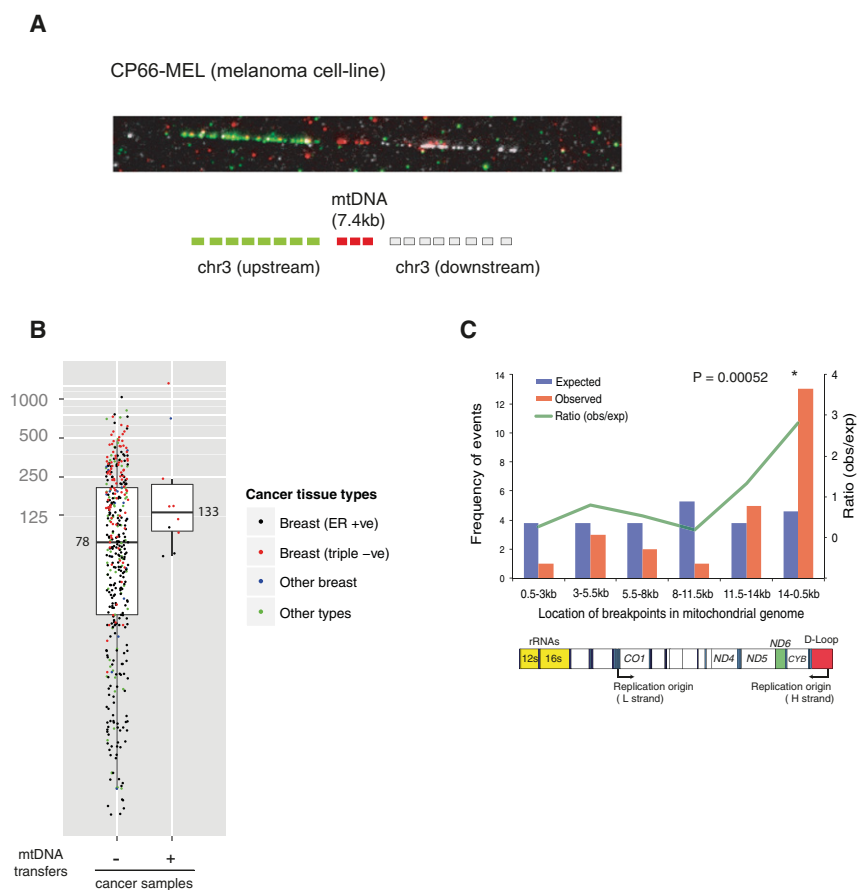 A
CP66-MEL (melanoma cell-line)
mtDNA
(7.4kb)
chr3 (upstream)
chr3 (downstream)
B
1000
500
250
125
78
133
mtDNA
transfers
-
+
cancer samples
Cancer tissue types
Breast (ER +ve)
Breast (triple −ve)
Other breast
Other types
C
Expected
Observed
Ratio (obs/exp)
P = 0.00052
*
Frequency of events
14
12
10
8
6
4
2
0
4
3
2
1
0
Ratio (obs/exp)
0.5-3kb
3-5.5kb
5.5-8kb
8-11.5kb
11.5-14kb
14-0.5kb
Location of breakpoints in mitochondrial genome
rRNAs
ND6
D-Loop
12s
16s
CO1
ND4
ND5
CYB
Replication origin
( L strand)
Replication origin
( H strand)